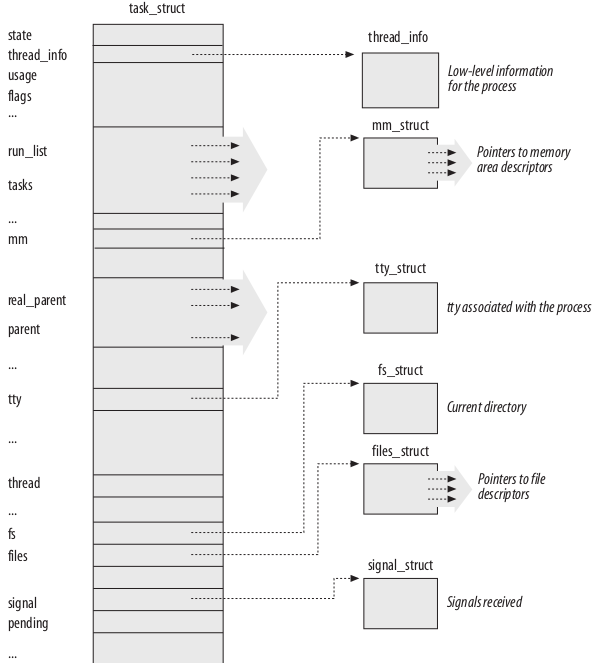 task_struct
state
thread_info
usage
flags
...
run_list
tasks
...
mm
real_parent
parent
...
tty
...
thread
...
fs
files
signal
pending
...
thread_info
Low-level information
for the process
mm_struct
Pointers to memory
area descriptors
tty_struct
tty associated with the process
fs_struct
Current directory
files_struct
Pointers to file
descriptors
signal_struct
Signals received